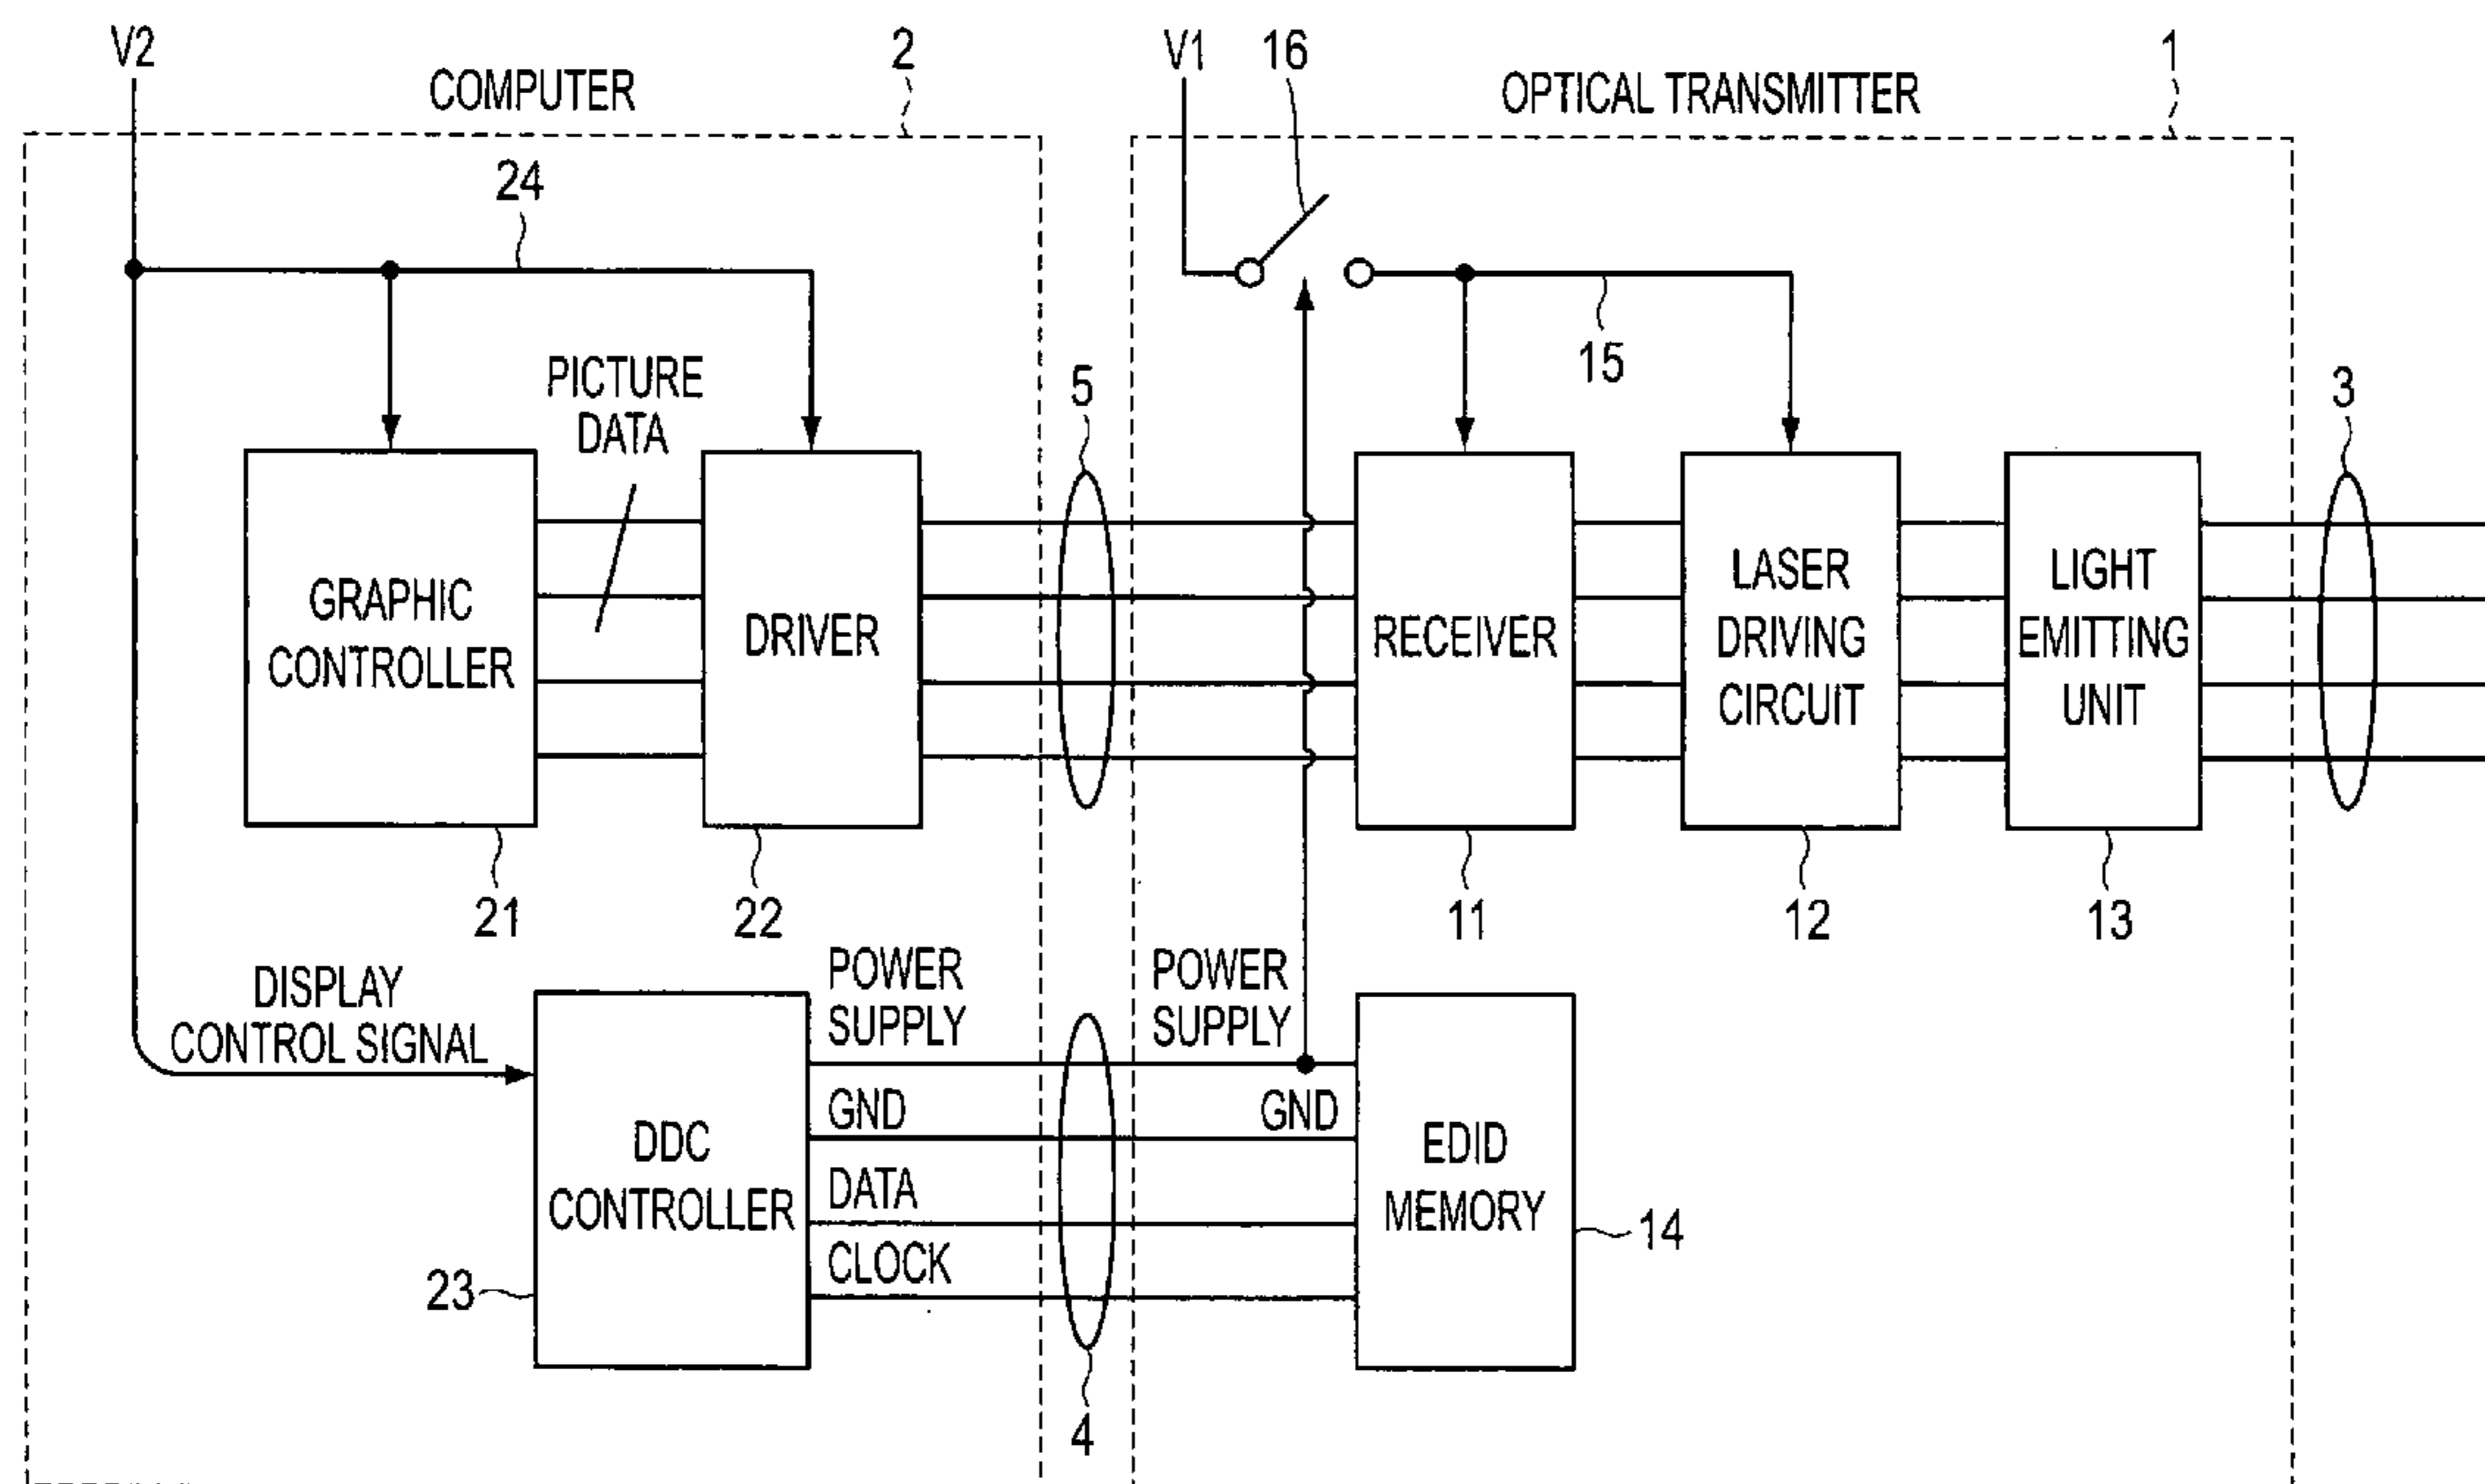 V2
COMPUTER
2
V1
16
OPTICAL TRANSMITTER
1
24
15
PICTURE
DATA
5
3
GRAPHIC
CONTROLLER
DRIVER
RECEIVER
LASER
DRIVING
CIRCUIT
LIGHT
EMITTING
UNIT
21
22
11
12
13
DISPLAY
CONTROL SIGNAL
POWER
SUPPLY
POWER
SUPPLY
GND
GND
DDC
CONTROLLER
DATA
CLOCK
EDID
MEMORY
14
23
4